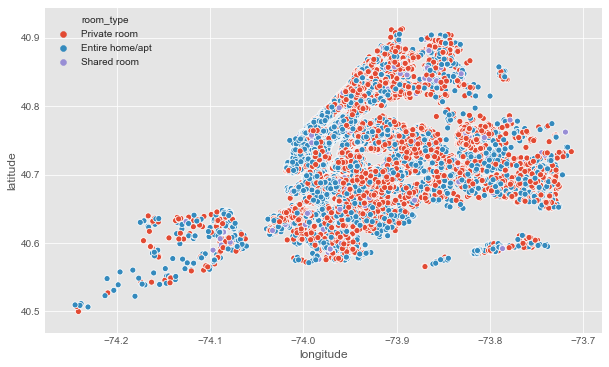 room_type
Private room
Entire home/apt
Shared room
latitude
40.9
40.8
40.7
40.6
40.5
−74.2 −74.1 −74.0 −73.9 −73.8 −73.7
longitude